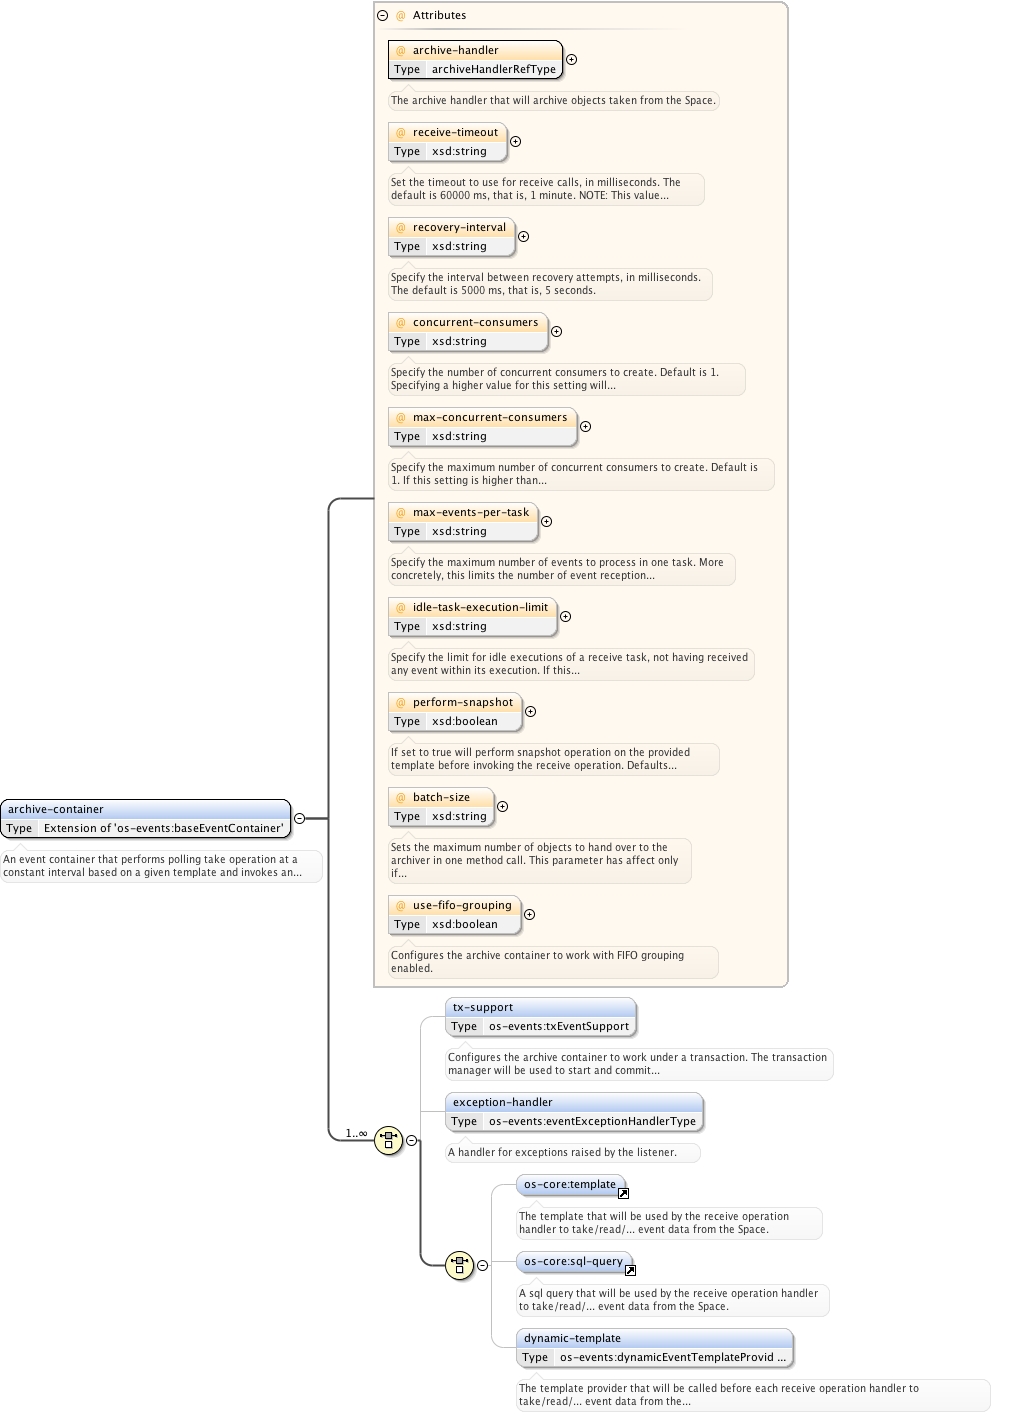 @ Attributes
@ archive-handler
Type archiveHandlerRefType
The archive handler that will archive objects taken from the Space.
@ receive-timeout
Type xsd:string
Set the timeout to use for receive calls, in milliseconds. The
default is 60000 ms, that is, 1 minute. NOTE: This value...
@ recovery-interval
Type xsd:string
Specify the interval between recovery attempts, in milliseconds.
The default is 5000 ms, that is, 5 seconds.
@ concurrent-consumers
Type xsd:string
Specify the number of concurrent consumers to create. Default is 1.
Specifying a higher value for this setting will...
@ max-concurrent-consumers
Type xsd:string
Specify the maximum number of concurrent consumers to create. Default is
1. If this setting is higher than...
@ max-events-per-task
Type xsd:string
Specify the maximum number of events to process in one task. More
concretely, this limits the number of event reception...
@ idle-task-execution-limit
Type xsd:string
Specify the limit for idle executions of a receive task, not having received
any event within its execution. If this...
@ perform-snapshot
Type xsd:boolean
If set to true will perform snapshot operation on the provided
template before invoking the receive operation. Defaults...
@ batch-size
Type xsd:string
Sets the maximum number of objects to hand over to the
archiver in one method call. This parameter has affect only
if...
@ use-fifo-grouping
Type xsd:boolean
Configures the archive container to work with FIFO grouping
enabled.
archive-container
Type Extension of 'os-events:baseEventContainer'
An event container that performs polling take operation at a
constant interval based on a given template and invokes an...
1..∞
tx-support
Type os-events:txEventSupport
Configures the archive container to work under a transaction. The transaction
manager will be used to start and commit...
exception-handler
Type os-events:eventExceptionHandlerType
A handler for exceptions raised by the listener.
os-core:template
The template that will be used by the receive operation
handler to take/read/... event data from the Space.
os-core:sql-query
A sql query that will be used by the receive operation handler
to take/read/... event data from the Space.
dynamic-template
Type os-events:dynamicEventTemplateProvid ...
The template provider that will be called before each receive operation handler to
take/read/... event data from the...